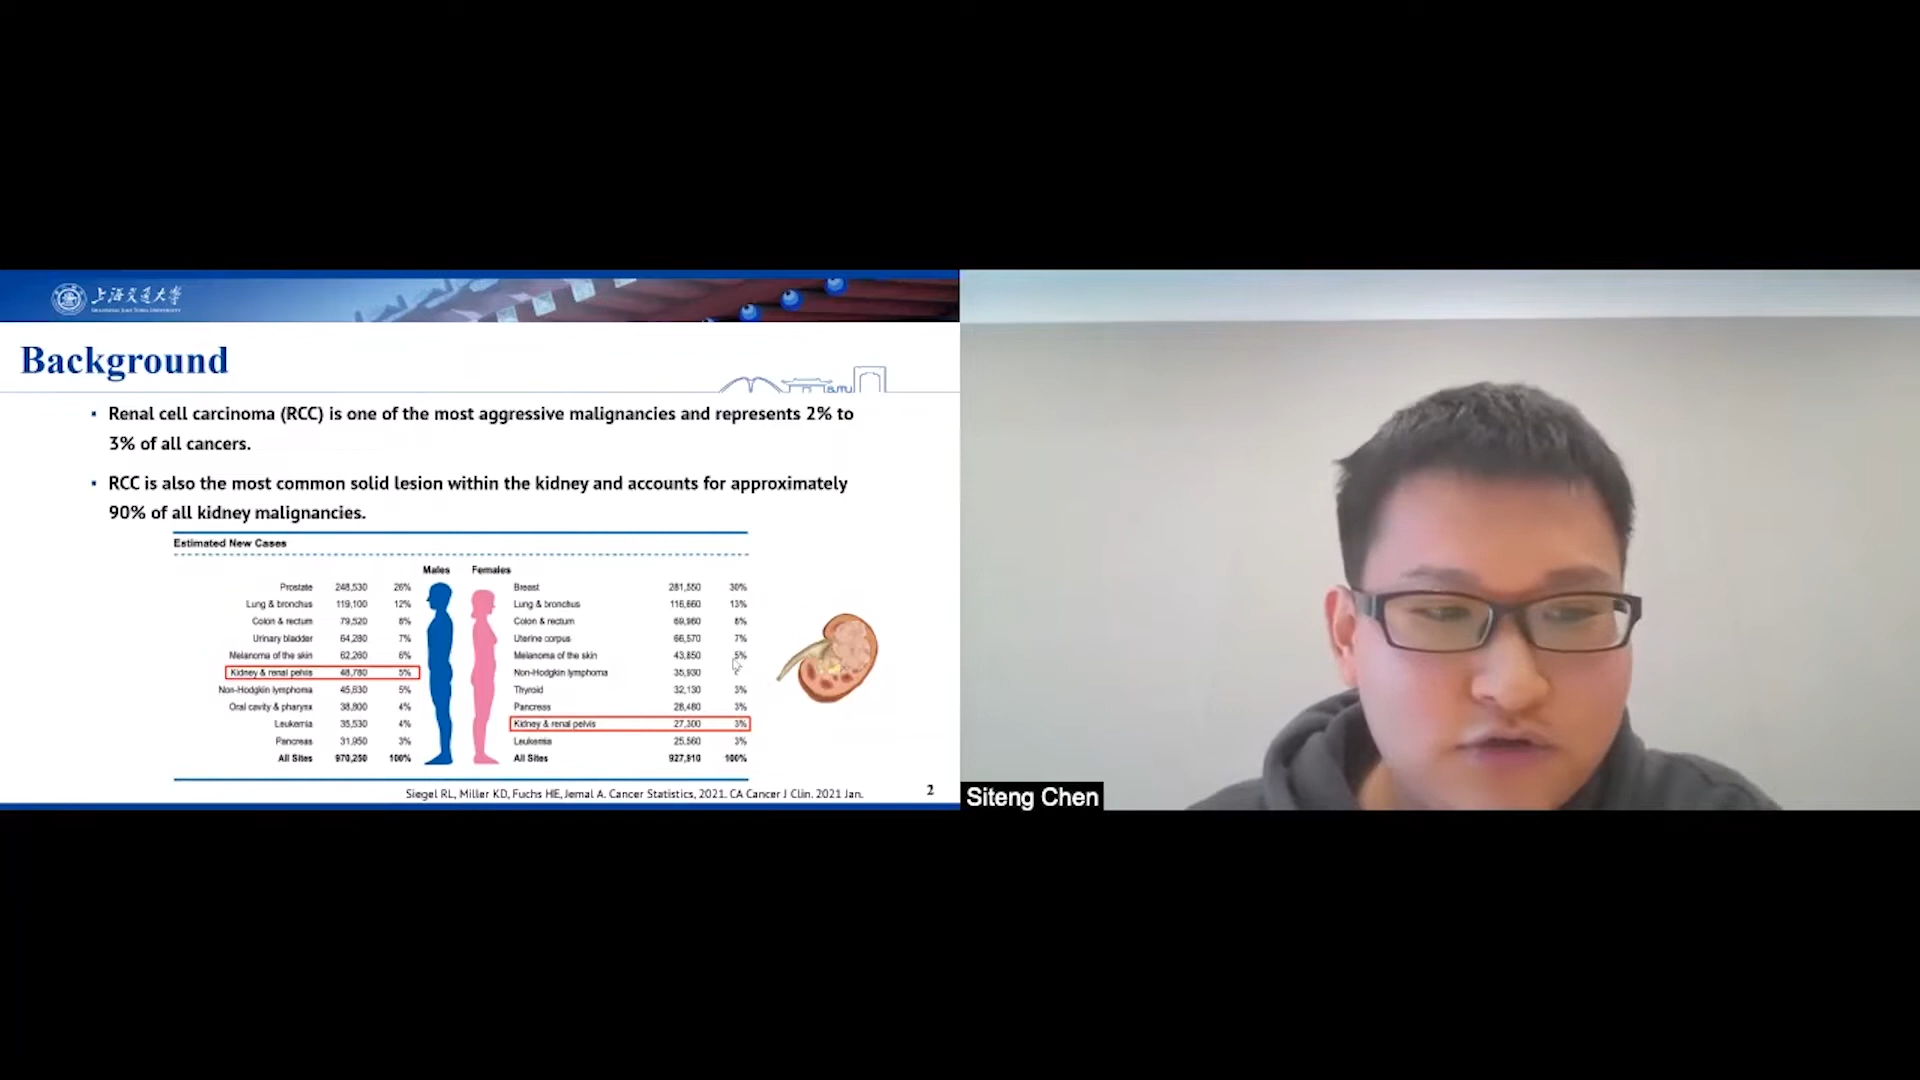 上海交通大学
SHANGHAI JIAO TONG UNIVERSITY
Background
▪ Renal cell carcinoma (RCC) is one of the most aggressive malignancies and represents 2% to
3% of all cancers.
▪ RCC is also the most common solid lesion within the kidney and accounts for approximately
90% of all kidney malignancies.
Estimated New Cases
Males Females
Prostate 248,530 26% Breast 281,550 30%
Lung & bronchus 119,100 12% Lung & bronchus 116,660 13%
Colon & rectum 79,520 8% Colon & rectum 69,980 8%
Urinary bladder 64,280 7% Uterine corpus 66,570 7%
Melanoma of the skin 62,260 6% Melanoma of the skin 43,850 5%
Kidney & renal pelvis 48,780 5% Non-Hodgkin lymphoma 35,930
Non-Hodgkin lymphoma 45,630 5% Thyroid 32,130 3%
Oral cavity & pharynx 38,800 4% Pancreas 28,480 3%
Leukemia 35,530 4% Kidney & renal pelvis 27,300 3%
Pancreas 31,950 3% Leukemia 25,560 3%
All Sites 970,250 100% All Sites 927,910 100%
Siegel RL, Miller KD, Fuchs HE, Jemal A. Cancer Statistics, 2021. CA Cancer J Clin. 2021 Jan.
2
Siteng Chen